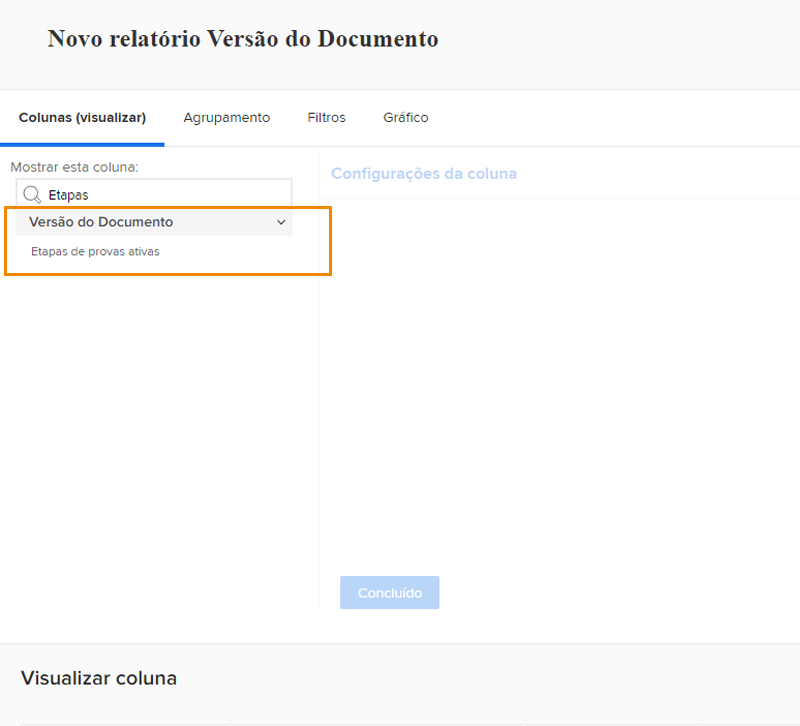 Novo relatório Versão do Documento
Colunas (visualizar) Agrupamento Filtros Gráfico
Mostrar esta coluna:
Etapas
Versão do Documento
Etapas de provas ativas
Configurações da coluna
Concluído
Visualizar coluna